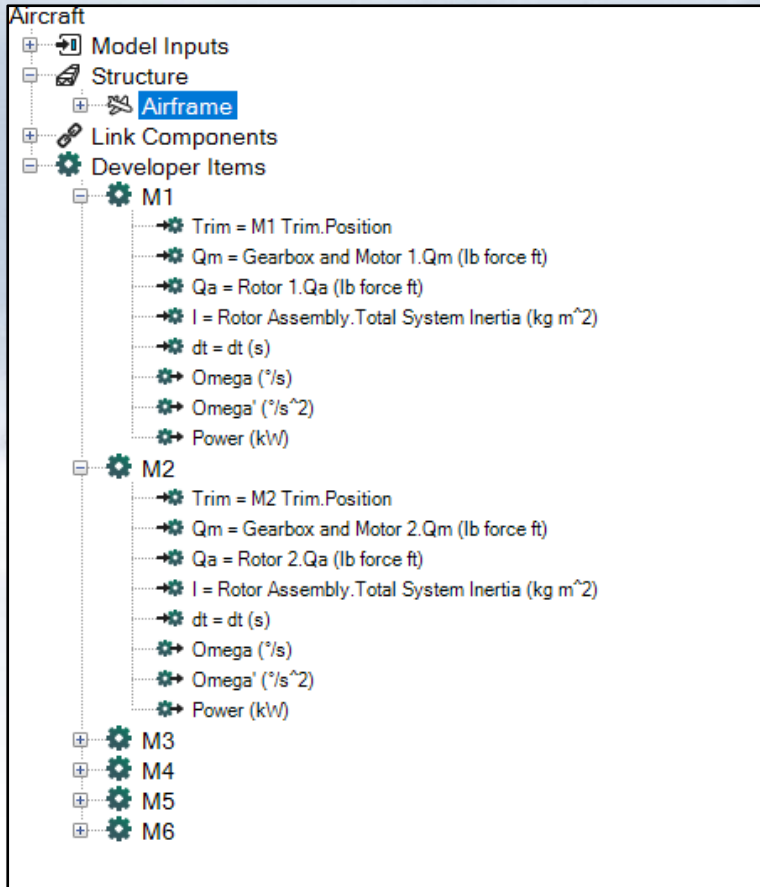 Aircraft
Model Inputs
Structure
Airframe
Link Components
Developer Items
M1
Trim = M1 Trim.Position
Qm = Gearbox and Motor 1.Qm (lb force ft)
Qa = Rotor 1.Qa (lb force ft)
I = Rotor Assembly.Total System Inertia (kg m^2)
dt = dt (s)
Omega (°/s)
Omega' (°/s^2)
Power (kW)
M2
Trim = M2 Trim.Position
Qm = Gearbox and Motor 2.Qm (lb force ft)
Qa = Rotor 2.Qa (lb force ft)
I = Rotor Assembly.Total System Inertia (kg m^2)
dt = dt (s)
Omega (°/s)
Omega' (°/s^2)
Power (kW)
M3
M4
M5
M6